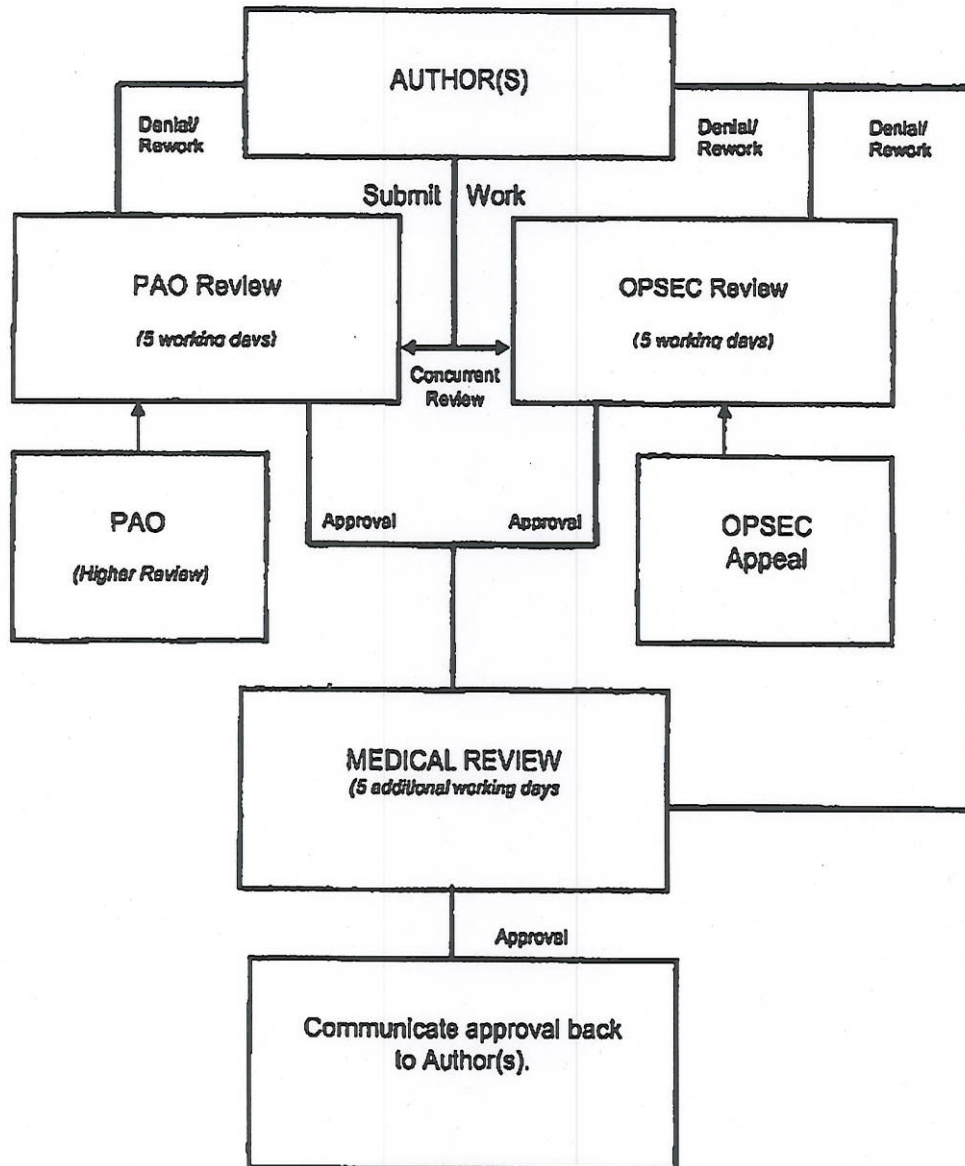 AUTHOR(S)
Denial/
Rework
Denial/
Rework
Denial/
Rework
Submit Work
PAO Review
(5 working days)
OPSEC Review
(5 working days)
Concurrent
Review
PAO
(Higher Review)
Approval
Approval
OPSEC
Appeal
MEDICAL REVIEW
(5 additional working days
Approval
Communicate approval back
to Author(s).